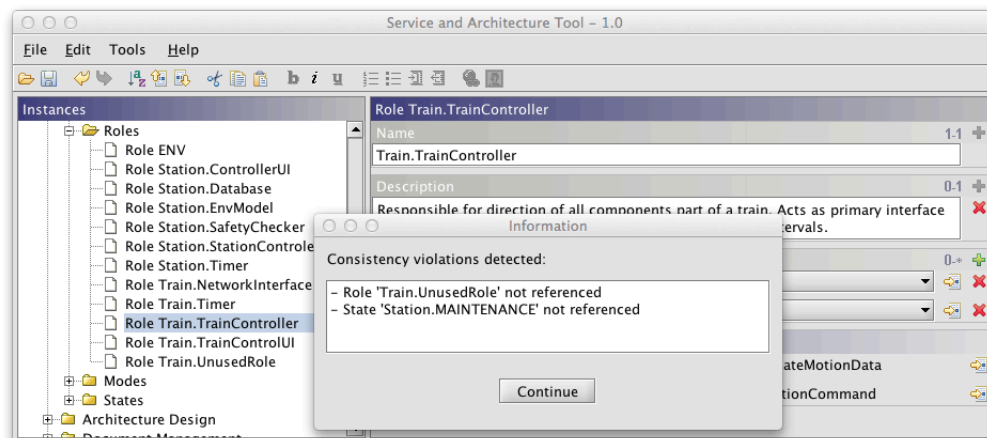 Service and Architecture Tool – 1.0
File Edit Tools Help
b i u
Instances
Roles
Role ENV
Role Station.ControllerUI
Role Station.Database
Role Station.EnvModel
Role Station.SafetyChecker
Role Station.StationControle
Role Station.Timer
Role Train.NetworkInterface
Role Train.Timer
Role Train.TrainController
Role Train.TrainControlUI
Role Train.UnusedRole
Modes
States
Architecture Design
Document Management
Role Train.TrainController
Name 1-1
Train.TrainController
Description 0-1
Responsible for direction of all components part of a train. Acts as primary interface
ervals.
0-*
ateMotionData
tionCommand
Information
Consistency violations detected:
– Role 'Train.UnusedRole' not referenced
– State 'Station.MAINTENANCE' not referenced
Continue